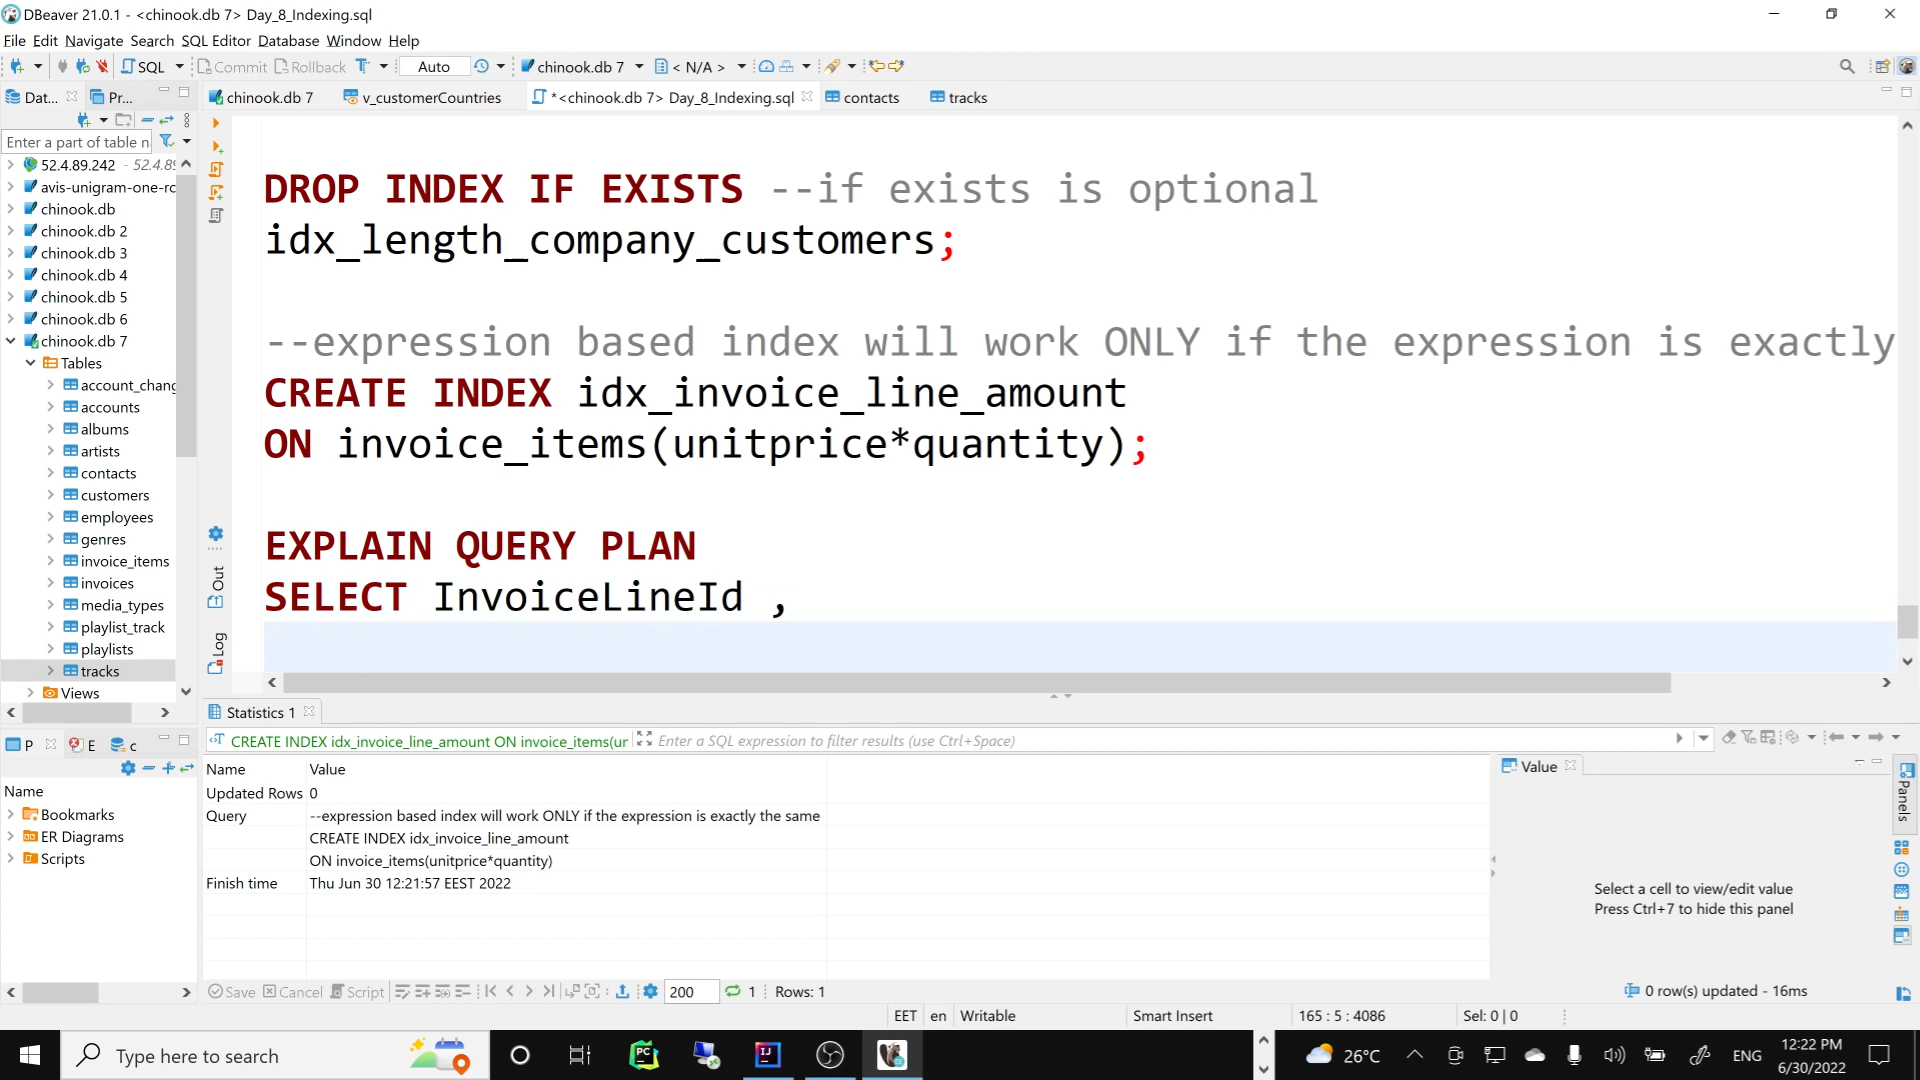 DBeaver 21.0.1 - <chinook.db 7> Day_8_Indexing.sql
File Edit Navigate Search SQL Editor Database Window Help
SQL Commit Rollback Auto chinook.db 7 < N/A >
Dat... Pr... chinook.db 7 v_customerCountries *<chinook.db 7> Day_8_Indexing.sql contacts tracks
Enter a part of table n
52.4.89.242 - 52.4.89
avis-unigram-one-ro
chinook.db
chinook.db 2
chinook.db 3
chinook.db 4
chinook.db 5
chinook.db 6
chinook.db 7
Tables
account_chang
accounts
albums
artists
contacts
customers
employees
genres
invoice_items
invoices
media_types
playlist_track
playlists
tracks
Views
Out
Log
DROP INDEX IF EXISTS --if exists is optional
idx_length_company_customers;
--expression based index will work ONLY if the expression is exactly
CREATE INDEX idx_invoice_line_amount
ON invoice_items(unitprice*quantity);
EXPLAIN QUERY PLAN
SELECT InvoiceLineId ,
P E c
Name
Bookmarks
ER Diagrams
Scripts
Statistics 1
CREATE INDEX idx_invoice_line_amount ON invoice_items(ur Enter a SQL expression to filter results (use Ctrl+Space)
Name Value
Updated Rows 0
Query --expression based index will work ONLY if the expression is exactly the same
CREATE INDEX idx_invoice_line_amount
ON invoice_items(unitprice*quantity)
Finish time Thu Jun 30 12:21:57 EEST 2022
Value
Panels
Select a cell to view/edit value
Press Ctrl+7 to hide this panel
Save Cancel Script 200 1 Rows: 1
0 row(s) updated - 16ms
EET en Writable Smart Insert 165 : 5 : 4086 Sel: 0 | 0
Type here to search
PC
IJ
26°C
ENG
12:22 PM
6/30/2022